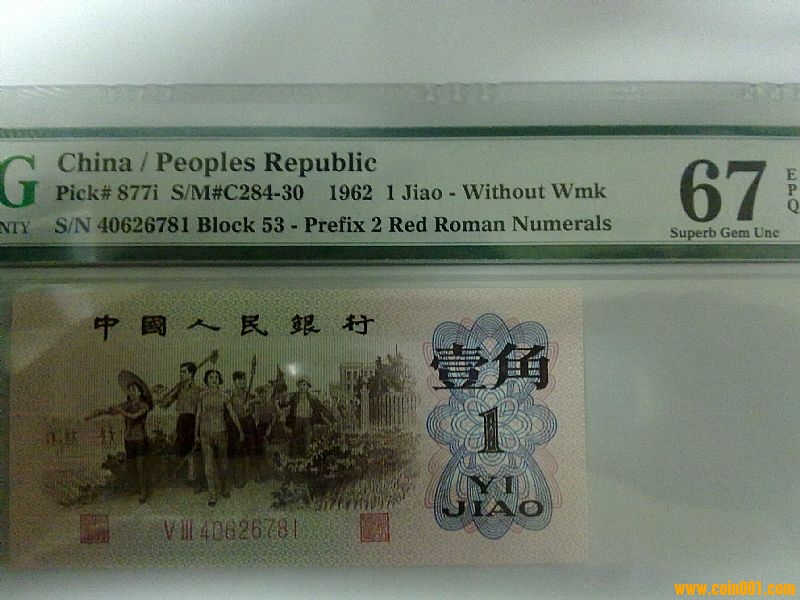 China / Peoples Republic
G
Pick# 877i S/M#C284-30 1962 1 Jiao - Without Wmk
67
E
P
Q
NTY
S/N 40626781 Block 53 - Prefix 2 Red Roman Numerals
Superb Gem Unc
中國人民銀行
壹角
1
YI
JIAO
VIII 40626781
www.coin001.com